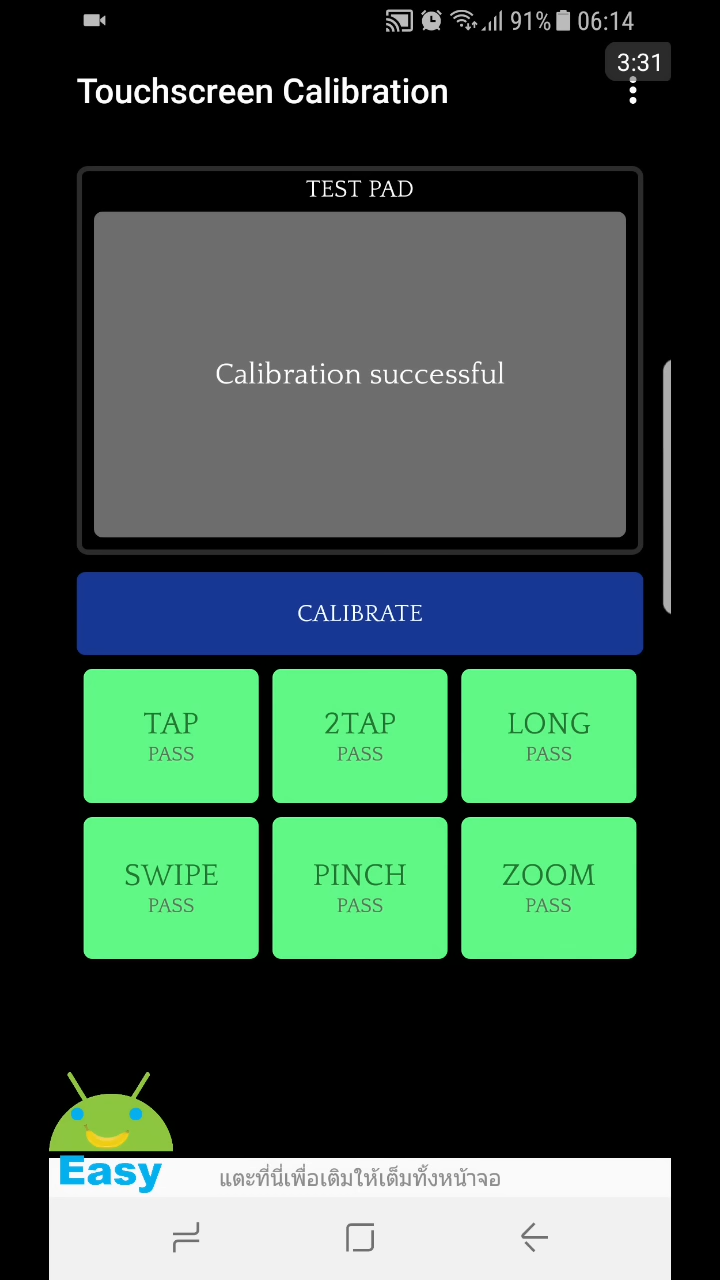 91% 06:14
3:31
Touchscreen Calibration
TEST PAD
Calibration successful
CALIBRATE
TAP 2TAP LONG
PASS PASS PASS
SWIPE PINCH ZOOM
PASS PASS PASS
Easy
แตะที่นี่เพื่อเติมให้เต็มทั้งหน้าจอ